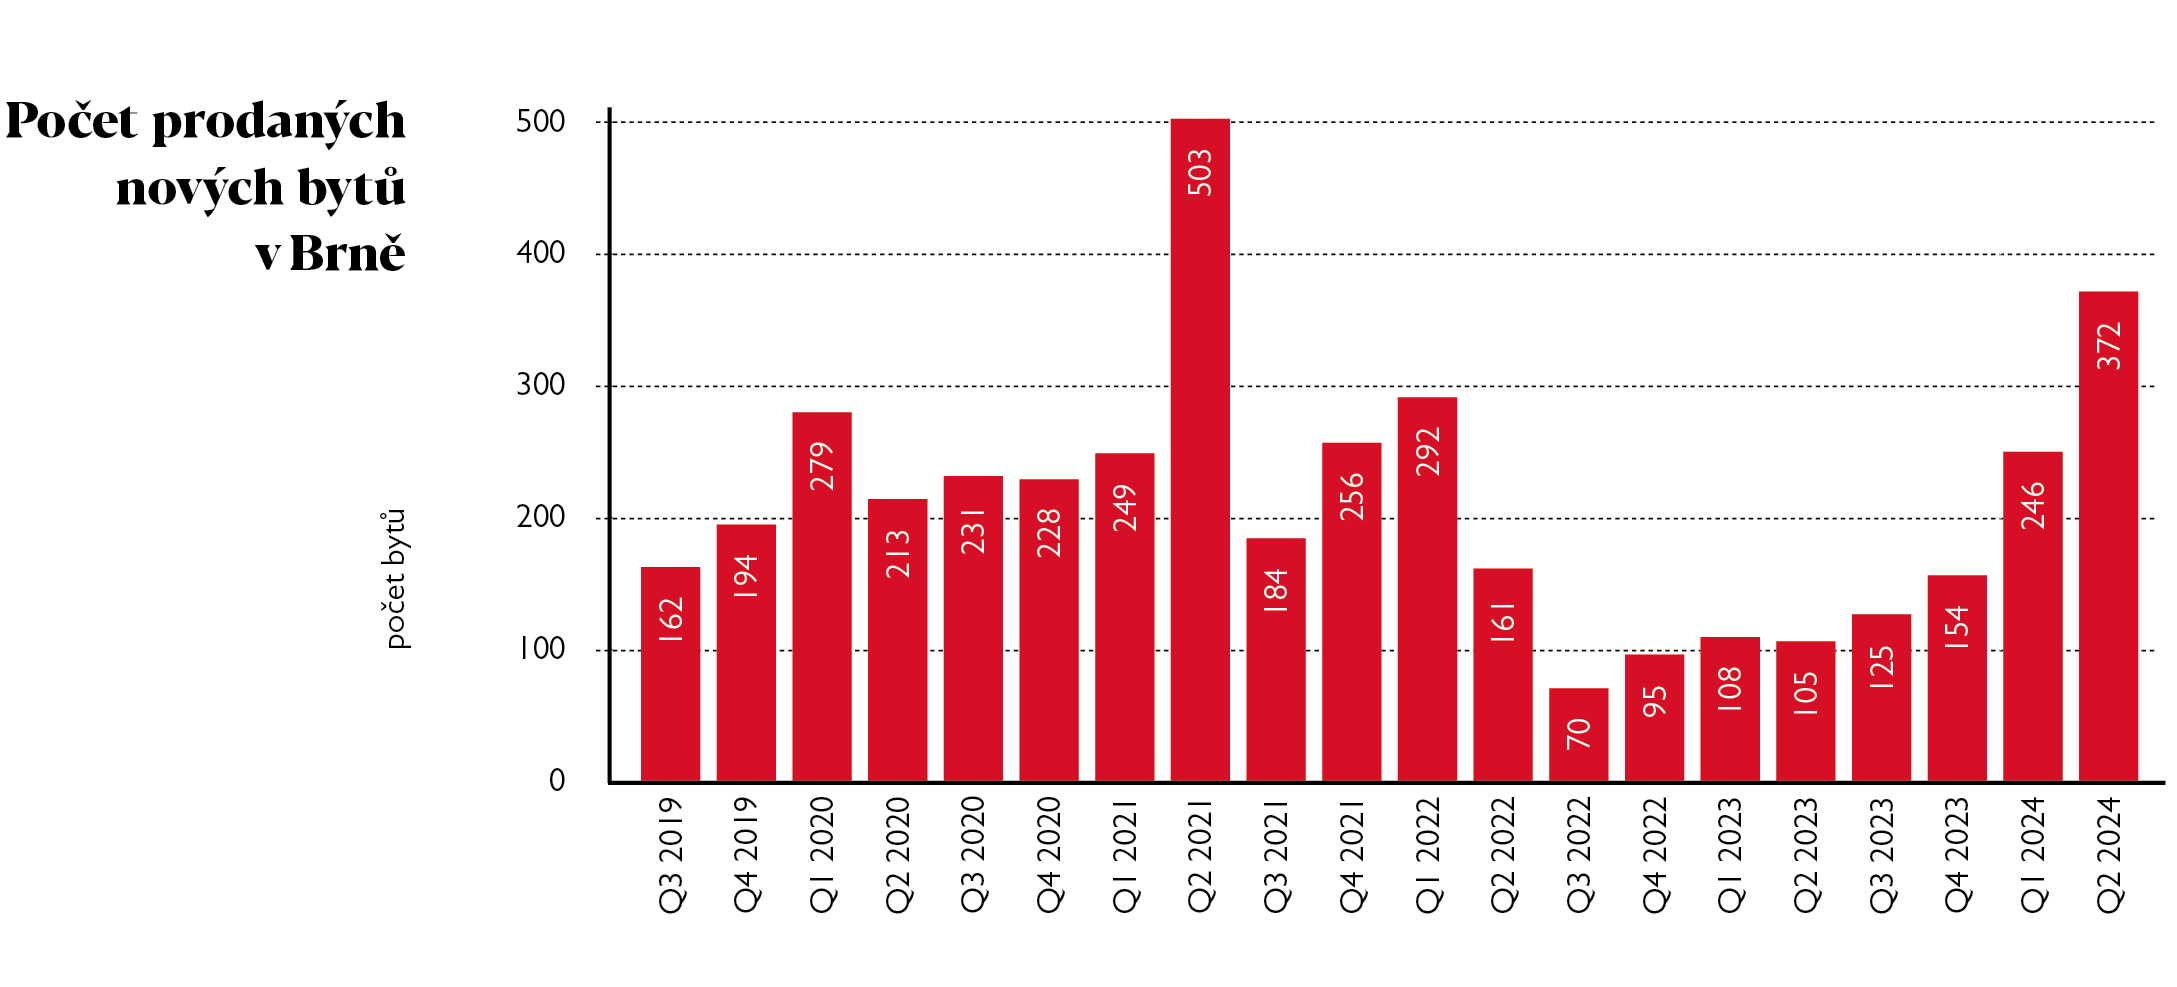 Počet prodaných
nových bytů
v Brně
počet bytů
500
400
300
200
100
0
162
194
279
213
231
228
249
503
184
256
292
161
70
95
108
105
125
154
246
372
Q3 2019
Q4 2019
Q1 2020
Q2 2020
Q3 2020
Q4 2020
Q1 2021
Q2 2021
Q3 2021
Q4 2021
Q1 2022
Q2 2022
Q3 2022
Q4 2022
Q1 2023
Q2 2023
Q3 2023
Q4 2023
Q1 2024
Q2 2024